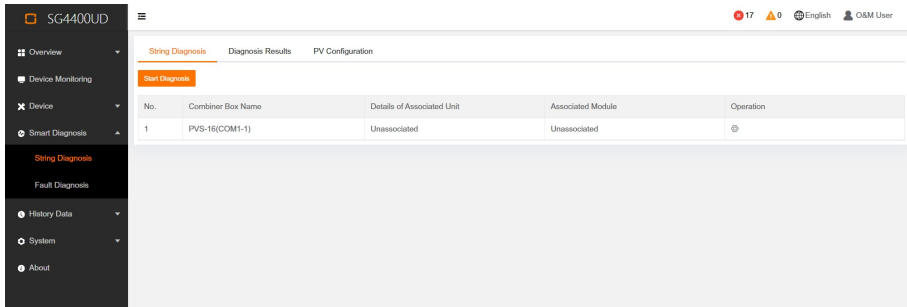 SG4400UD
17 0 English O&M User
Overview
Device Monitoring
Device
Smart Diagnosis
String Diagnosis
Fault Diagnosis
History Data
System
About
String Diagnosis Diagnosis Results PV Configuration
Start Diagnosis
No. Combiner Box Name Details of Associated Unit Associated Module Operation
1 PVS-16(COM1-1) Unassociated Unassociated